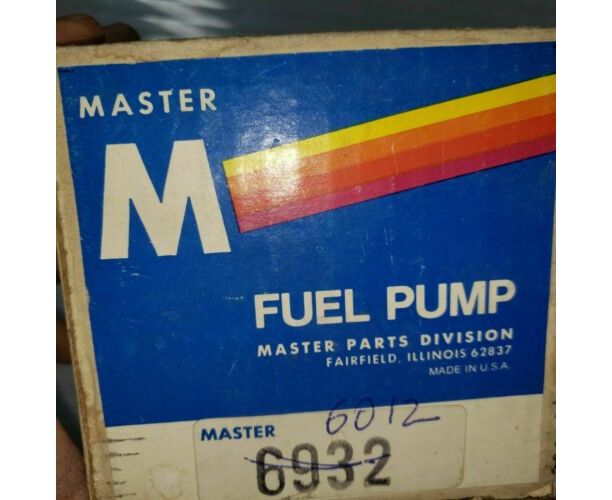 MASTER
M
FUEL PUMP
MASTER PARTS DIVISION
FAIRFIELD, ILLINOIS 62837
MADE IN U.S.A.
6012
MASTER
6932